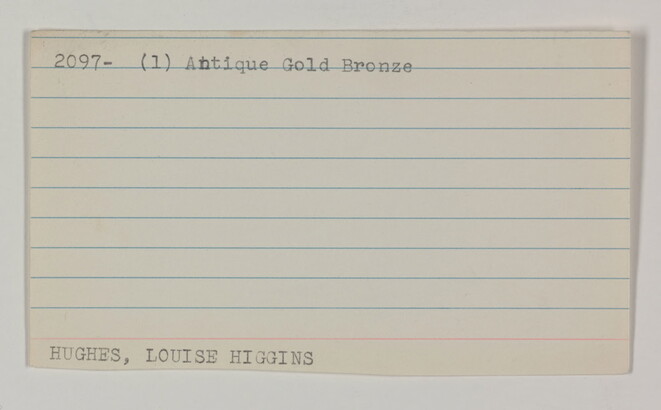 2097- (1) Antique Gold Bronze
HUGHES, LOUISE HIGGINS